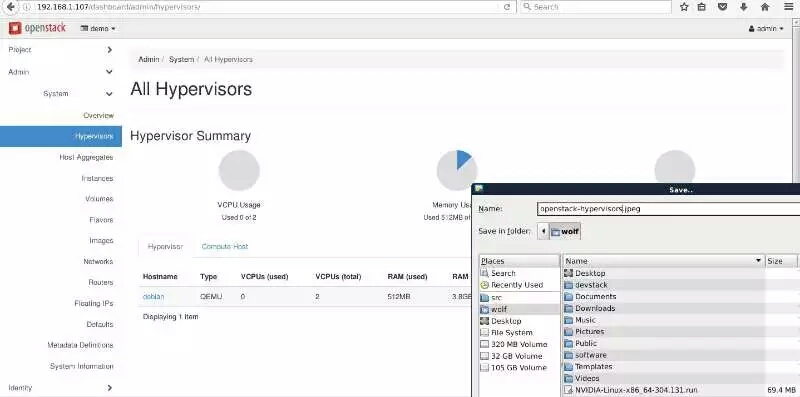 192.168.1.107/dashboard/admin/hypervisors/
Search
openstack
demo
admin
Project
Admin
System
Overview
Hypervisors
Host Aggregates
Instances
Volumes
Flavors
Images
Networks
Routers
Floating IPs
Defaults
Metadata Definitions
System Information
Identity
Admin / System / All Hypervisors
All Hypervisors
Hypervisor Summary
VCPU Usage
Used 0 of 2
Memory
Used 512MB of
Hypervisor Compute Host
Hostname Type VCPUs (used) VCPUs (total) RAM (used) RAM
debian QEMU 0 2 512MB 3.8GB
Displaying 1 item
Save..
Name: openstack-hypervisors.jpeg
Save in folder: wolf
Places
Search
Recently Used
src
wolf
Desktop
File System
320 MB Volume
32 GB Volume
105 GB Volume
Name Size
Desktop
devstack
Documents
Downloads
Music
Pictures
Public
software
Templates
Videos
NVIDIA-Linux-x86_64-304.131.run 69.4 MB